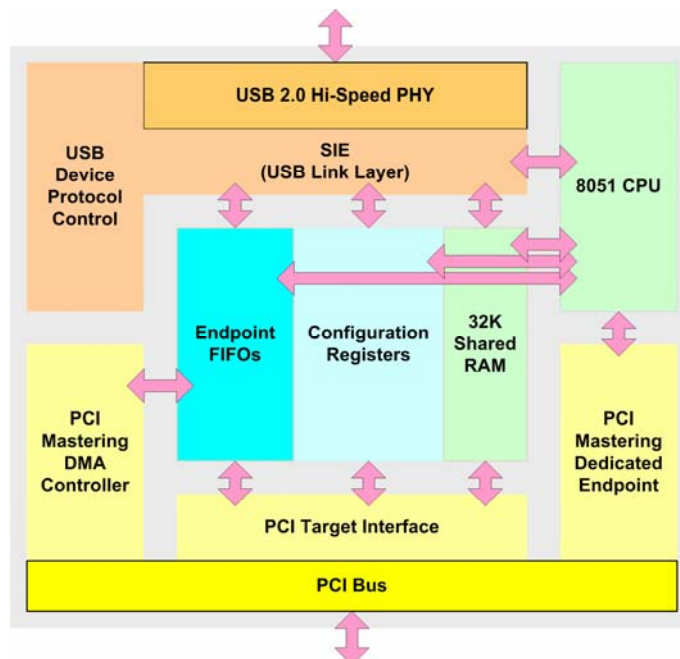 USB 2.0 Hi-Speed PHY
USB
Device
Protocol
Control
SIE
(USB Link Layer)
8051 CPU
Endpoint
FIFOs
Configuration
Registers
32K
Shared
RAM
PCI
Mastering
DMA
Controller
PCI
Mastering
Dedicated
Endpoint
PCI Target Interface
PCI Bus